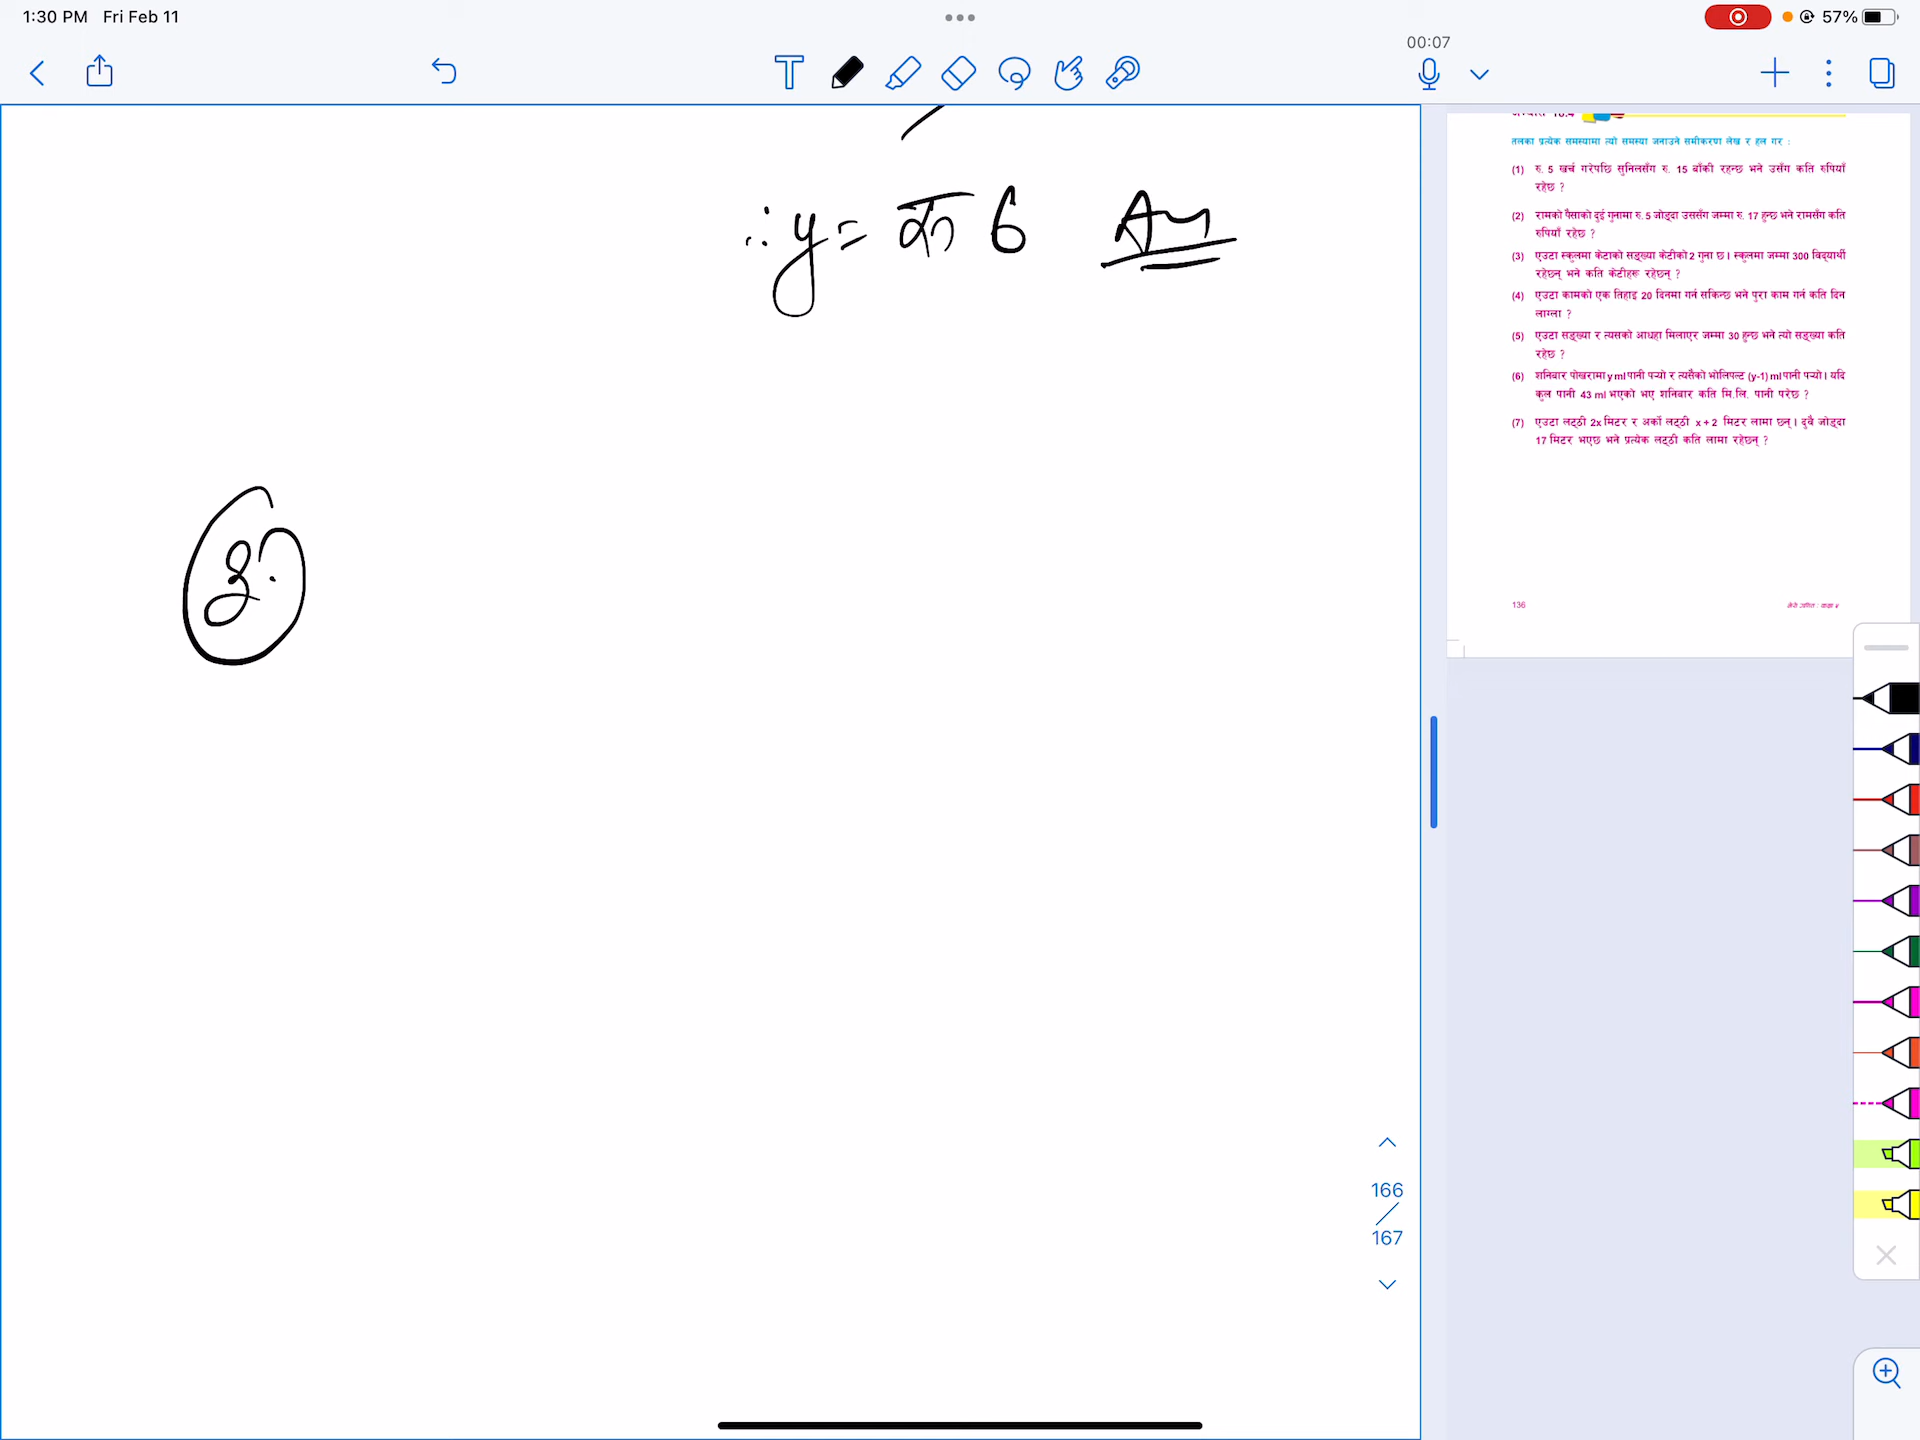 1:30 PM Fri Feb 11
57%
00:07
∴ y = रु 6 Ans
3.
तलका प्रत्येक समस्यामा त्यो समस्या जनाउने समीकरण लेख र हल गर :
(1) रु. 5 खर्च गरेपछि सुनिलसँग रु. 15 बाँकी रहन्छ भने उसँग कति रुपियाँ
रहेछ ?
(2) रामको पैसाको दुई गुनामा रु. 5 जोड्दा उससँग जम्मा रु. 17 हुन्छ भने रामसँग कति
रुपियाँ रहेछ ?
(3) एउटा स्कुलमा केटाको सङ्ख्या केटीको 2 गुना छ। स्कुलमा जम्मा 300 विद्यार्थी
रहेछन् भने कति केटीहरू रहेछन् ?
(4) एउटा कामको एक तिहाइ 20 दिनमा गर्न सकिन्छ भने पुरा काम गर्न कति दिन
लाग्ला ?
(5) एउटा सङ्ख्या र त्यसको आधहा मिलाएर जम्मा 30 हुन्छ भने त्यो सङ्ख्या कति
रहेछ ?
(6) शनिबार पोखरामा y ml पानी पऱ्यो र त्यसैको भोलिपल्ट (y-1) ml पानी पऱ्यो। यदि
कुल पानी 43 ml भएको भए शनिबार कति मि.लि. पानी परेछ ?
(7) एउटा लट्ठी 2x मिटर र अर्को लट्ठी x + 2 मिटर लामा छन्। दुवै जोड्दा
17 मिटर भएछ भने प्रत्येक लट्ठी कति लामा रहेछन् ?
136
166
167